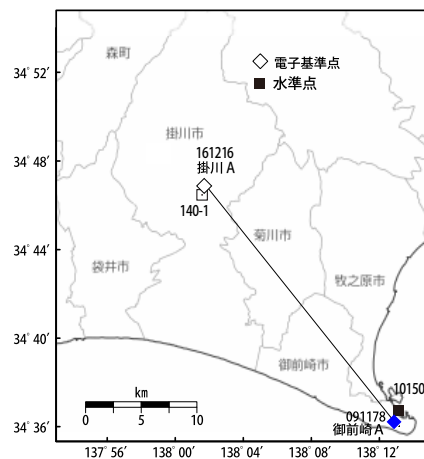 34° 52'
34° 48'
34° 44'
34° 40'
34° 36'
137° 56'
138° 00'
138° 04'
138° 08'
138° 12'
電子基準点
水準点
森町
掛川市
161216
掛川 A
140-1
菊川市
袋井市
牧之原市
御前崎市
10150
091178
御前崎 A
km
0 5 10